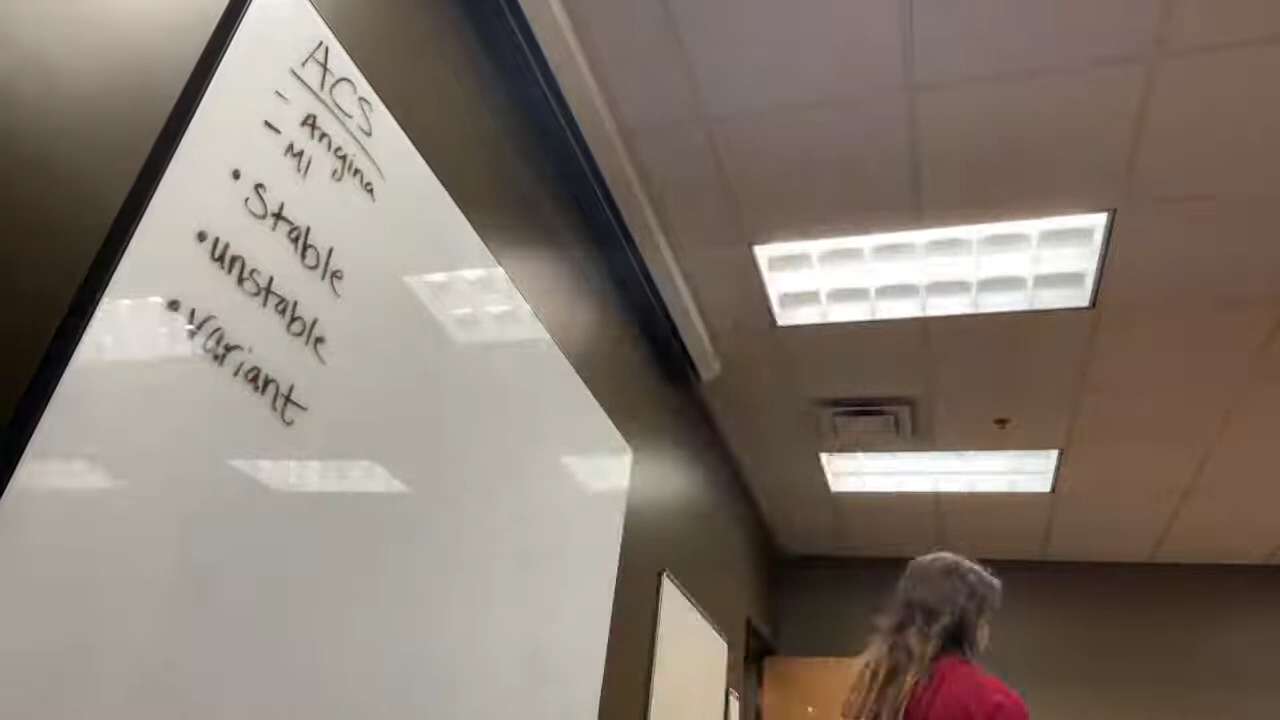 ACS
- Angina
- MI
• Stable
• unstable
• variant